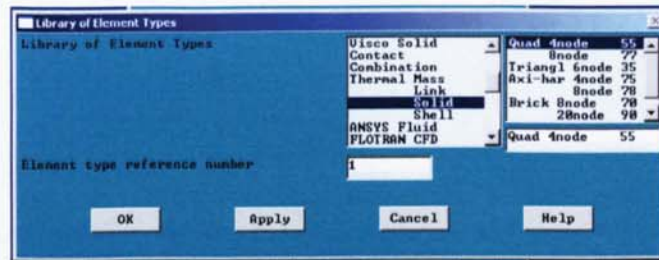 Library of Element Types
Library of Element Types
Visco Solid
Contact
Combination
Thermal Mass
Link
Solid
Shell
ANSYS Fluid
FLOTRAN CFD
Quad 4node 55
8node 77
Triangl 6node 35
Axi-har 4node 75
8node 78
Brick 8node 70
20node 90
Quad 4node 55
Element type reference number
1
OK Apply Cancel Help